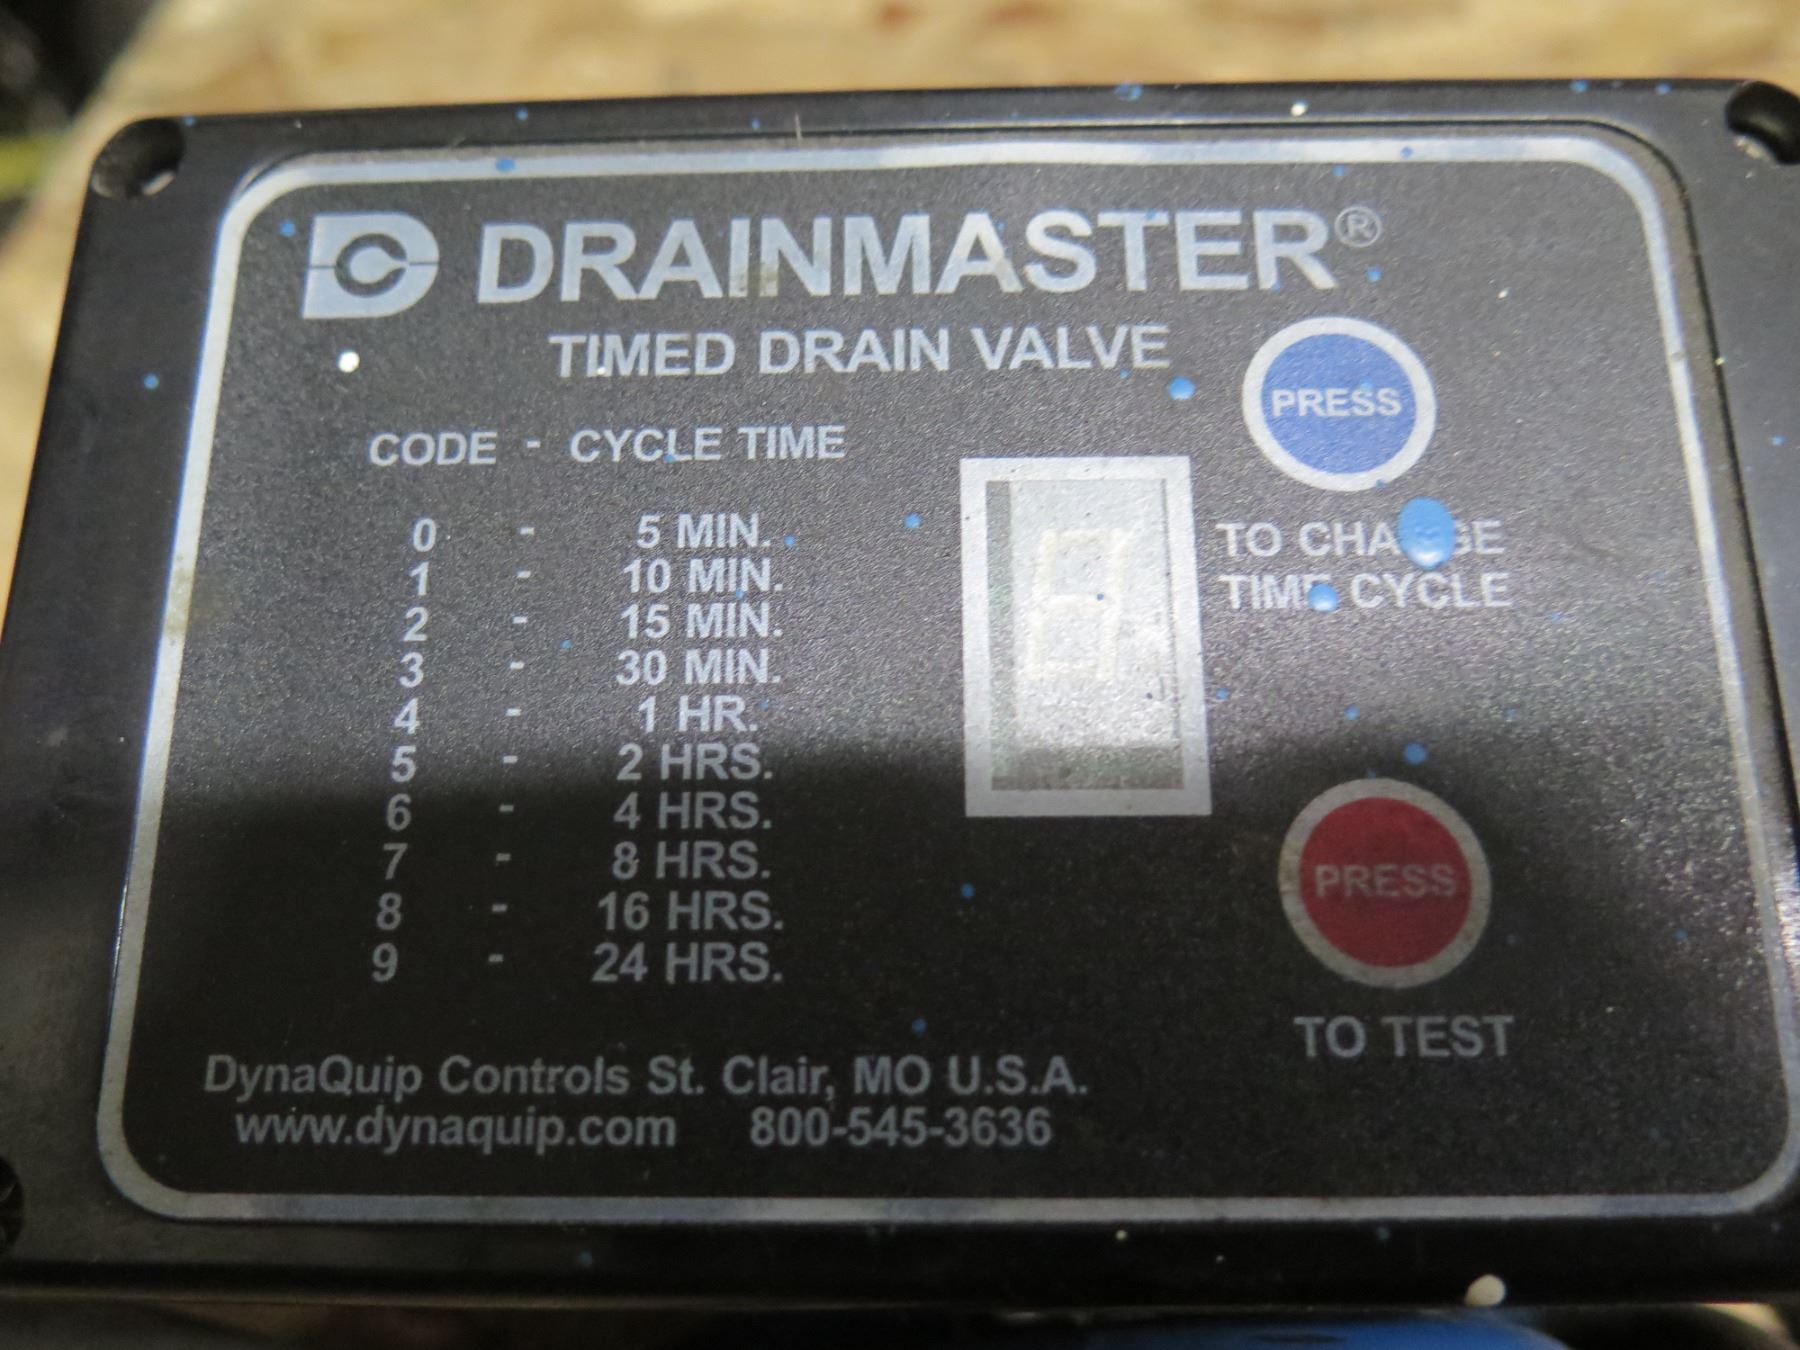 DC DRAINMASTER®
TIMED DRAIN VALVE
CODE - CYCLE TIME
0 - 5 MIN.
1 - 10 MIN.
2 - 15 MIN.
3 - 30 MIN.
4 - 1 HR.
5 - 2 HRS.
6 - 4 HRS.
7 - 8 HRS.
8 - 16 HRS.
9 - 24 HRS.
PRESS
TO CHANGE
TIME CYCLE
PRESS
TO TEST
DynaQuip Controls St. Clair, MO U.S.A.
www.dynaquip.com 800-545-3636